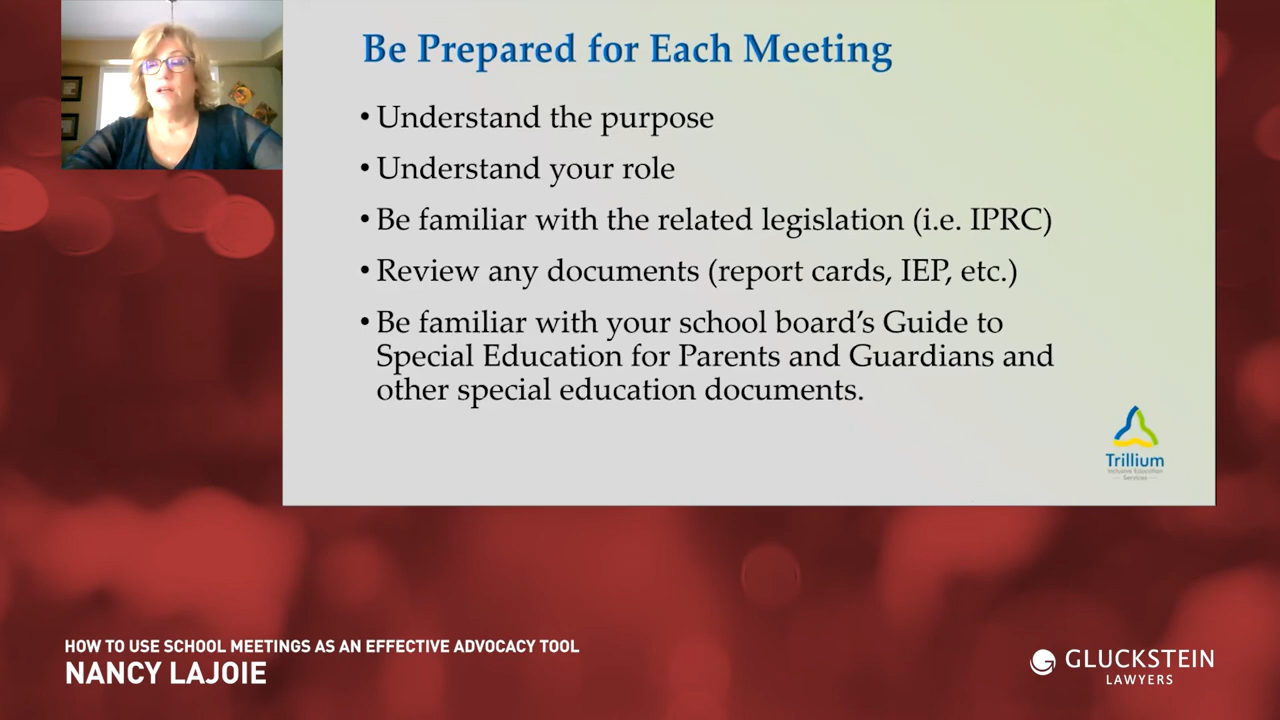 Be Prepared for Each Meeting
• Understand the purpose
• Understand your role
• Be familiar with the related legislation (i.e. IPRC)
• Review any documents (report cards, IEP, etc.)
• Be familiar with your school board's Guide to
Special Education for Parents and Guardians and
other special education documents.
Trillium
Inclusive Education
Services
HOW TO USE SCHOOL MEETINGS AS AN EFFECTIVE ADVOCACY TOOL
NANCY LAJOIE
GLUCKSTEIN
LAWYERS